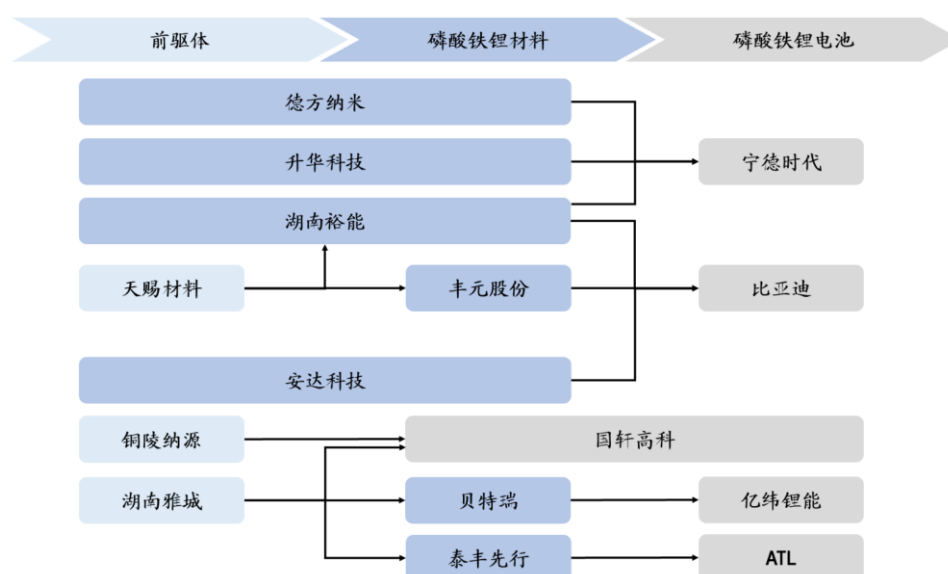 前驱体
磷酸铁锂材料
磷酸铁锂电池
德方纳米
升华科技
宁德时代
湖南裕能
天赐材料
丰元股份
比亚迪
安达科技
铜陵纳源
国轩高科
湖南雅城
贝特瑞
亿纬锂能
泰丰先行
ATL